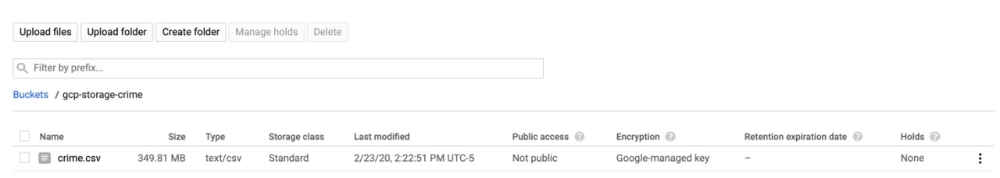 Upload files Upload folder Create folder Manage holds Delete
Filter by prefix...
Buckets / gcp-storage-crime
Name Size Type Storage class Last modified Public access ? Encryption ? Retention expiration date ? Holds ?
crime.csv 349.81 MB text/csv Standard 2/23/20, 2:22:51 PM UTC-5 Not public Google-managed key – None